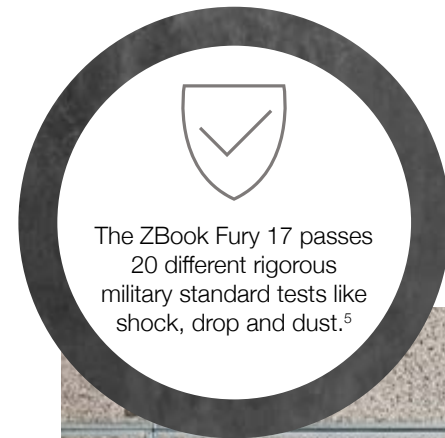 The ZBook Fury 17 passes
20 different rigorous
military standard tests like
shock, drop and dust.⁵